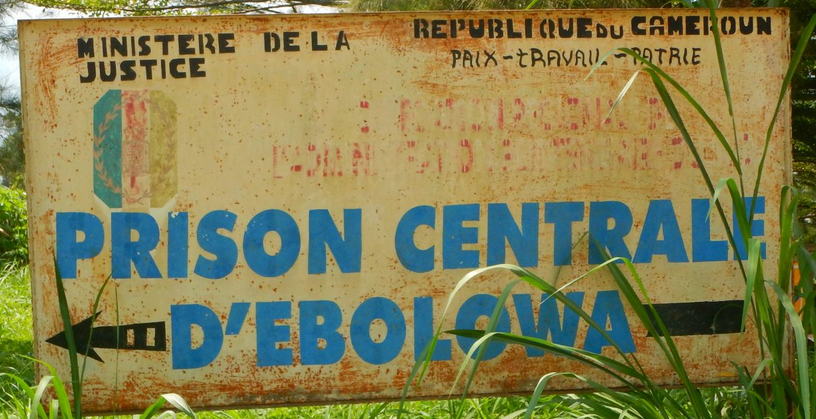 MINISTERE DE LA
JUSTICE
REPUBLIQUE DU CAMEROUN
PAIX - TRAVAIL - PATRIE
PRISON CENTRALE
D'EBOLOWA